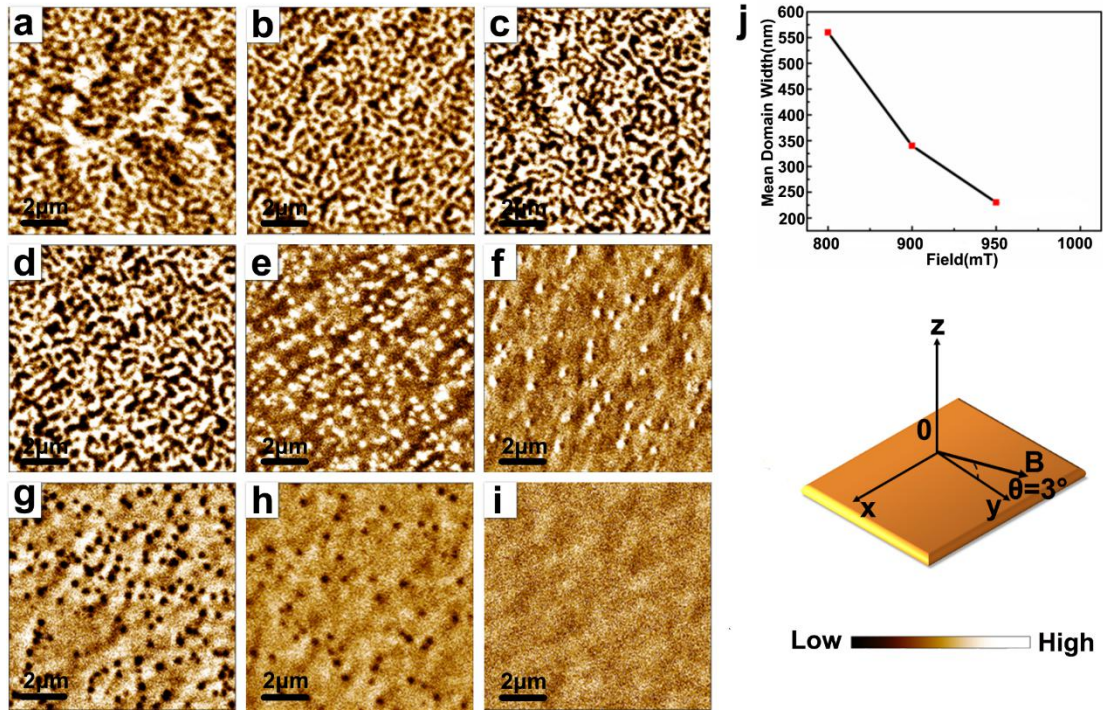 a
2μm
b
2μm
c
2μm
d
2μm
e
2μm
f
2μm
g
2μm
h
2μm
i
2μm
j
Mean Domain Width(nm)
600
550
500
450
400
350
300
250
200
800
900
950
1000
Field(mT)
z
0
B
θ=3°
x
y
Low
High